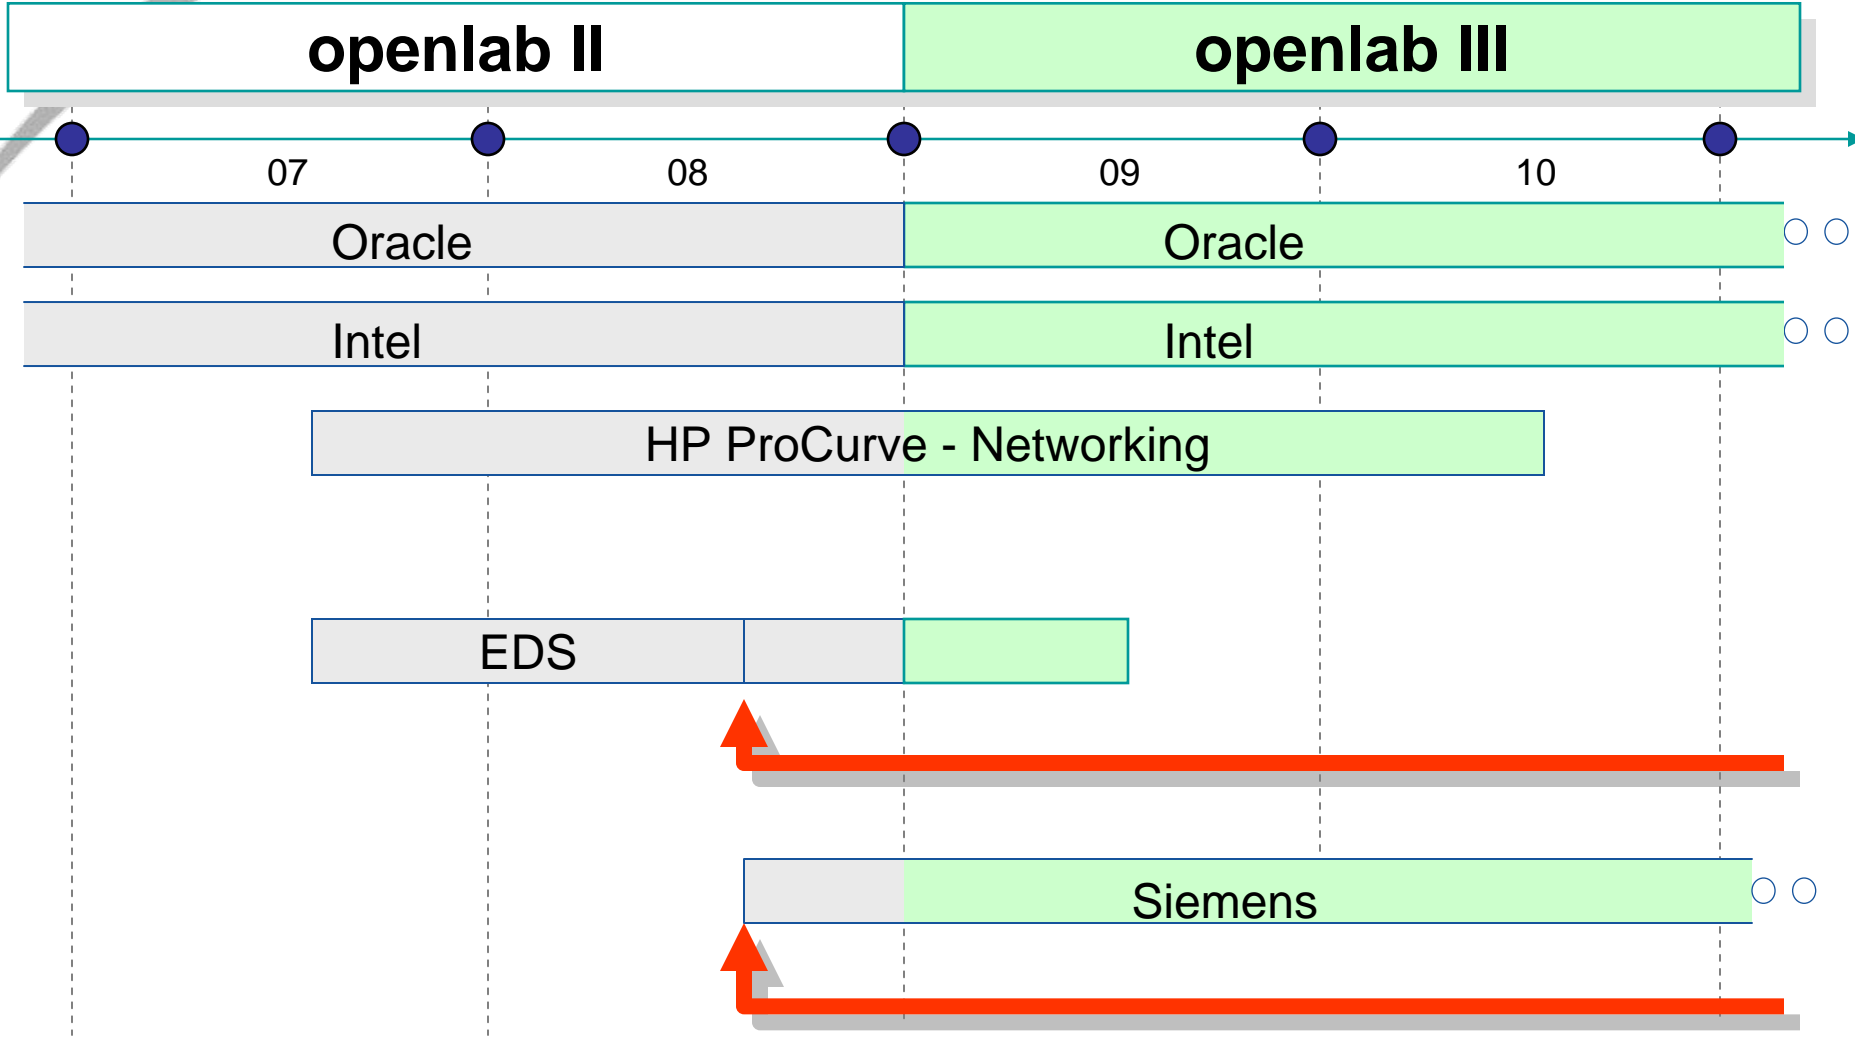 openlab II
openlab III
07
08
09
10
Oracle
Oracle
Intel
Intel
HP ProCurve - Networking
EDS
Siemens